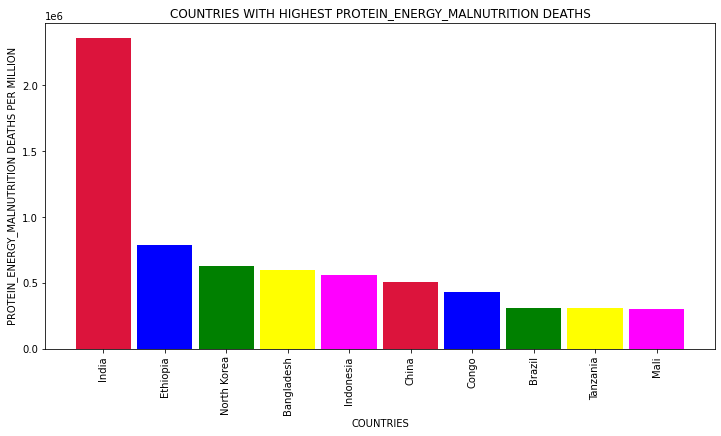 COUNTRIES WITH HIGHEST PROTEIN_ENERGY_MALNUTRITION DEATHS
1e6
PROTEIN_ENERGY_MALNUTRITION DEATHS PER MILLION
2.0
1.5
1.0
0.5
0.0
India
Ethiopia
North Korea
Bangladesh
Indonesia
China
Congo
Brazil
Tanzania
Mali
COUNTRIES